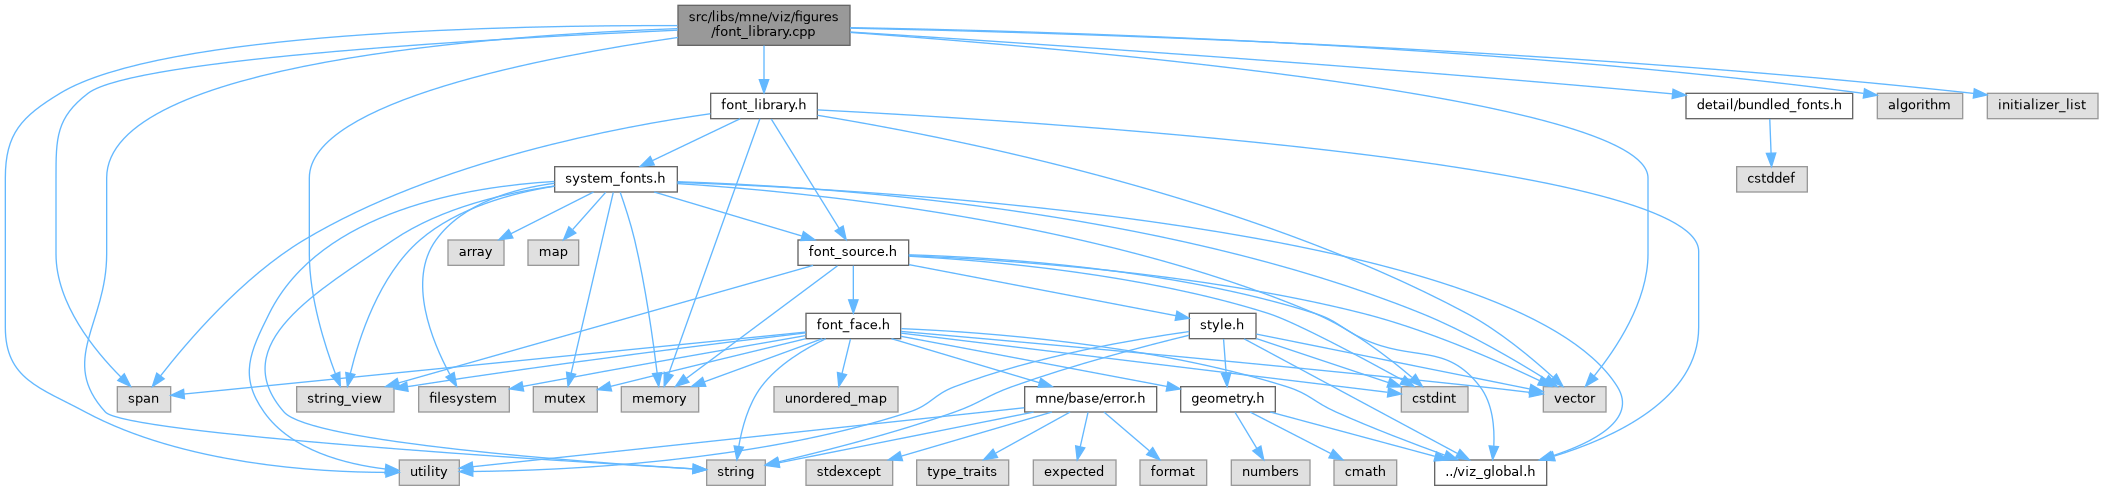 src/libs/mne/viz/figures
/font_library.cpp
font_library.h
detail/bundled_fonts.h
algorithm
initializer_list
system_fonts.h
cstddef
array
map
font_source.h
font_face.h
style.h
span
string_view
filesystem
mutex
memory
unordered_map
mne/base/error.h
geometry.h
cstdint
vector
utility
string
stdexcept
type_traits
expected
format
numbers
cmath
../viz_global.h